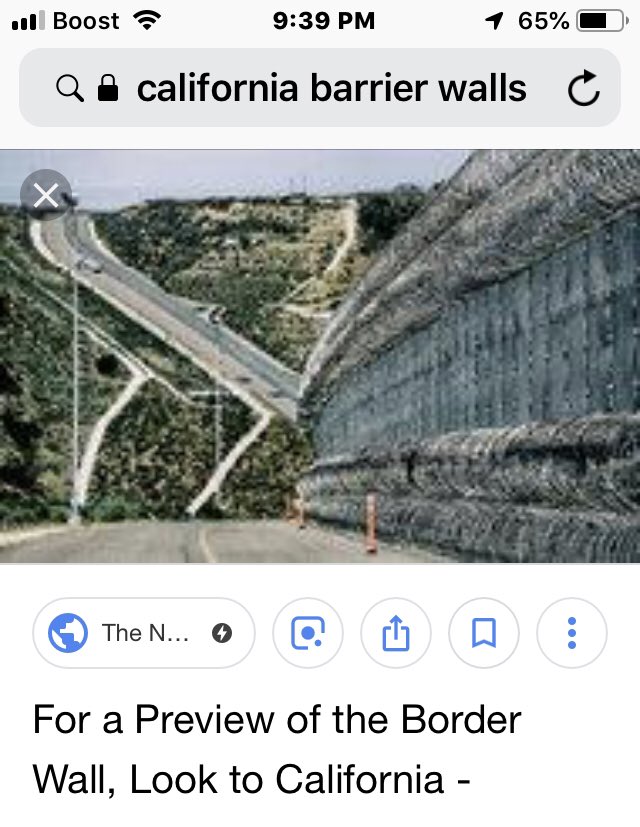 Boost 9:39 PM 65%
california barrier walls
The N...
For a Preview of the Border
Wall, Look to California -